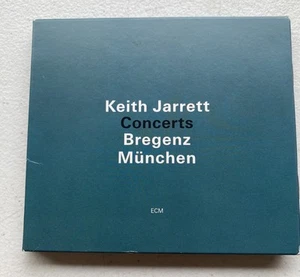 Keith Jarrett
Concerts
Bregenz
München
ECM